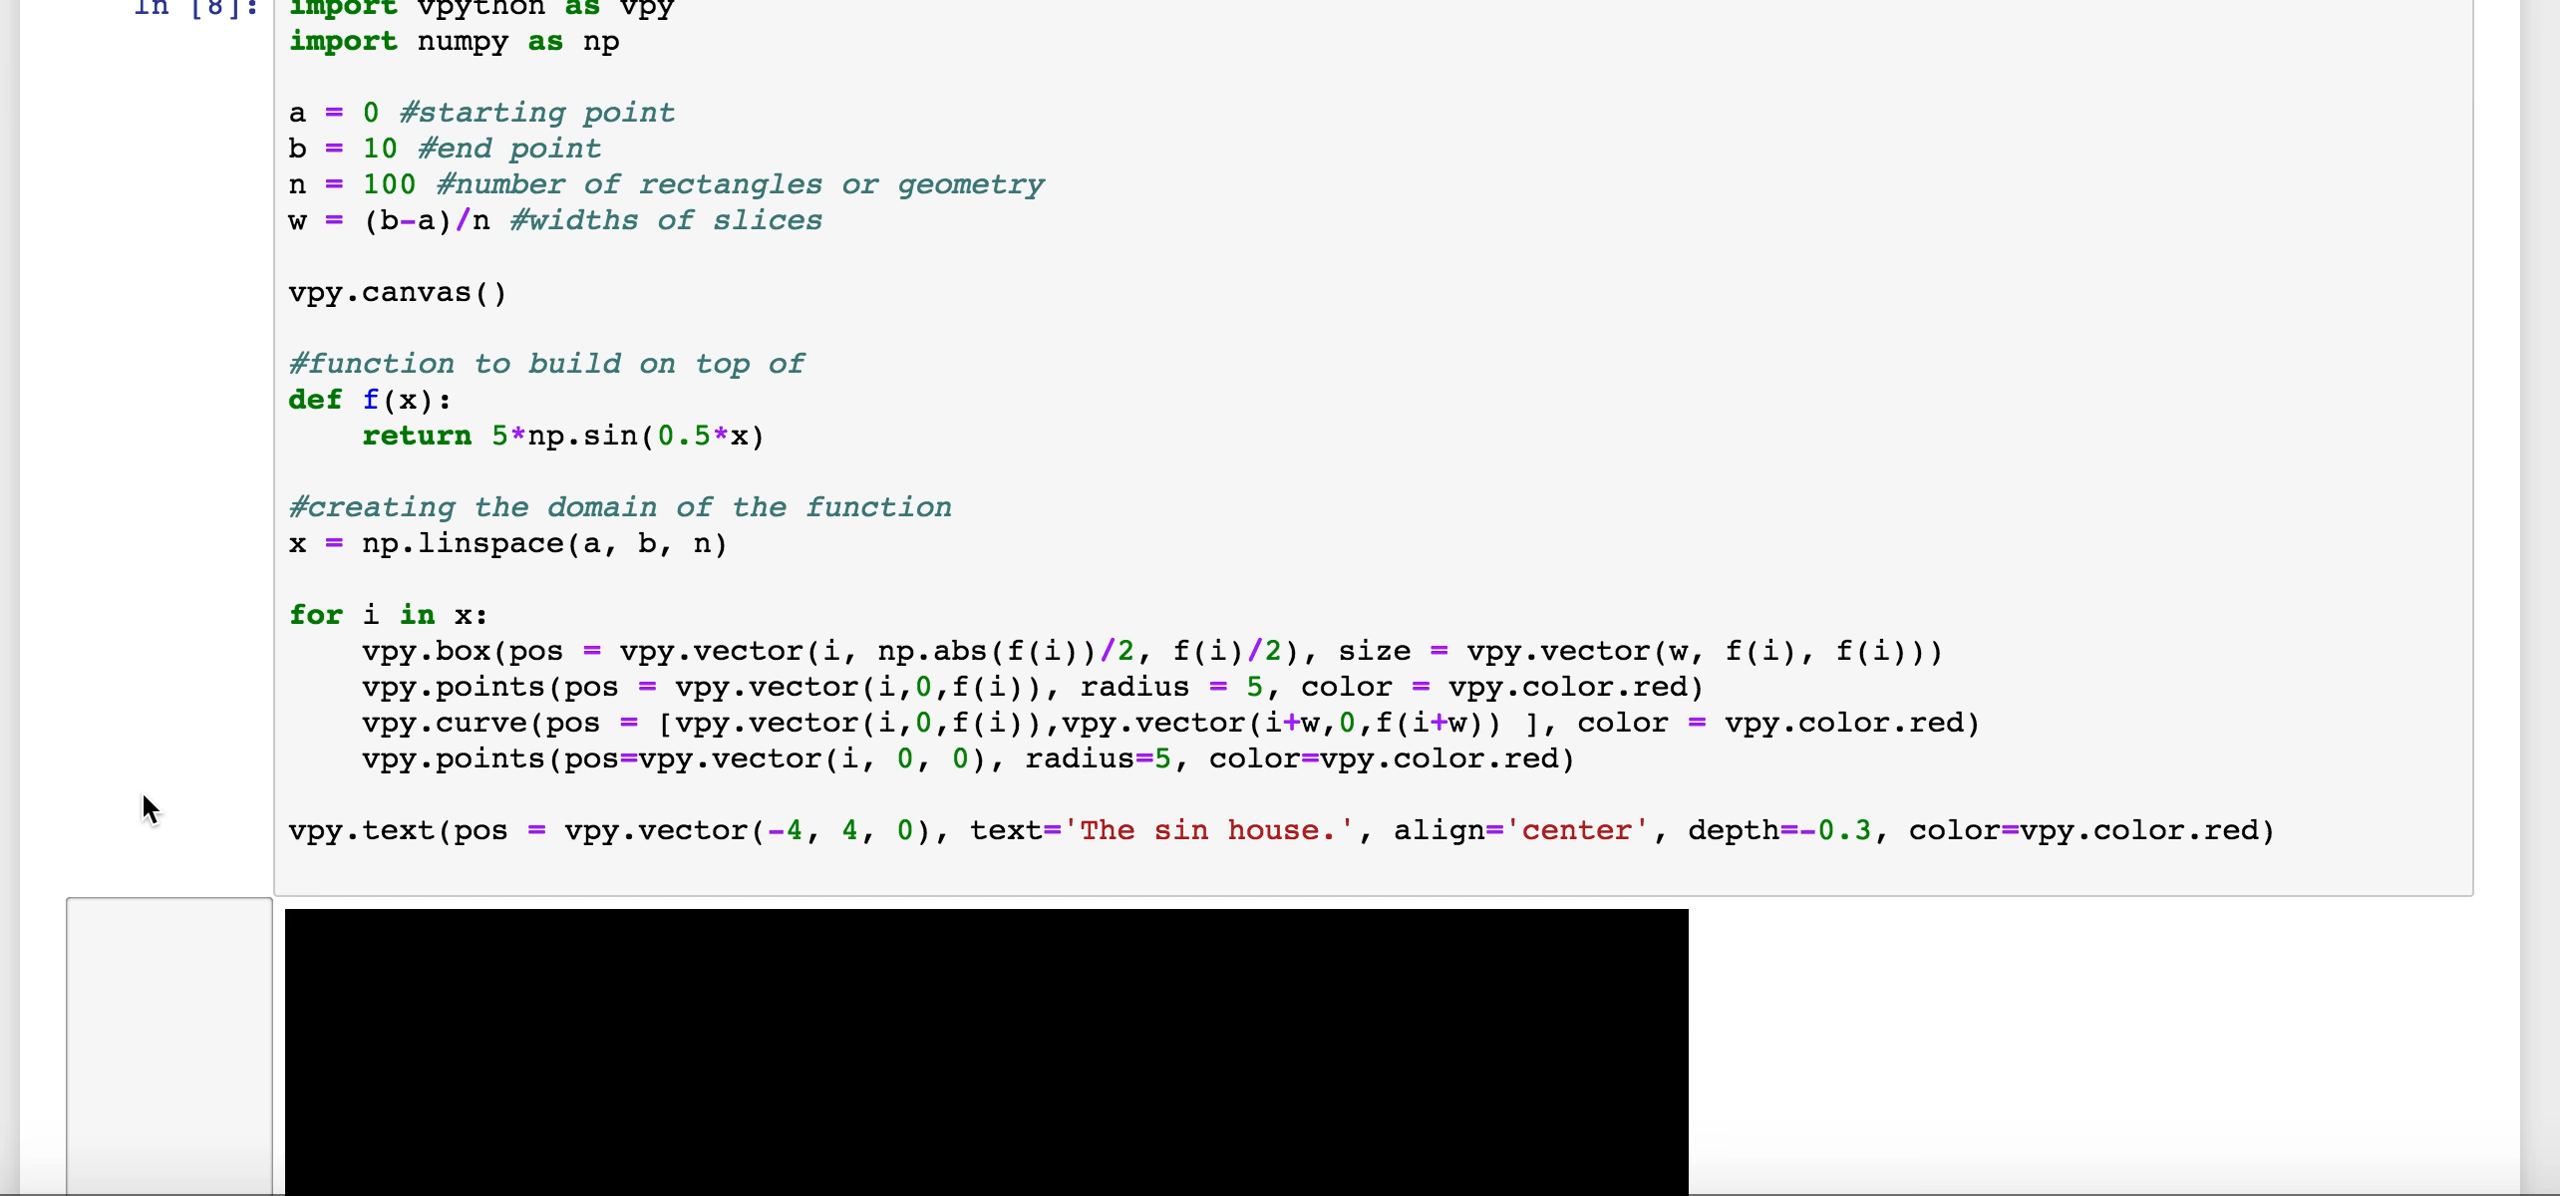 In [8]:
import vpython as vpy
import numpy as np
a = 0 #starting point
b = 10 #end point
n = 100 #number of rectangles or geometry
w = (b-a)/n #widths of slices
vpy.canvas()
#function to build on top of
def f(x):
    return 5*np.sin(0.5*x)
#creating the domain of the function
x = np.linspace(a, b, n)
for i in x:
    vpy.box(pos = vpy.vector(i, np.abs(f(i))/2, f(i)/2), size = vpy.vector(w, f(i), f(i)))
    vpy.points(pos = vpy.vector(i,0,f(i)), radius = 5, color = vpy.color.red)
    vpy.curve(pos = [vpy.vector(i,0,f(i)),vpy.vector(i+w,0,f(i+w)) ], color = vpy.color.red)
    vpy.points(pos=vpy.vector(i, 0, 0), radius=5, color=vpy.color.red)
vpy.text(pos = vpy.vector(-4, 4, 0), text='The sin house.', align='center', depth=-0.3, color=vpy.color.red)